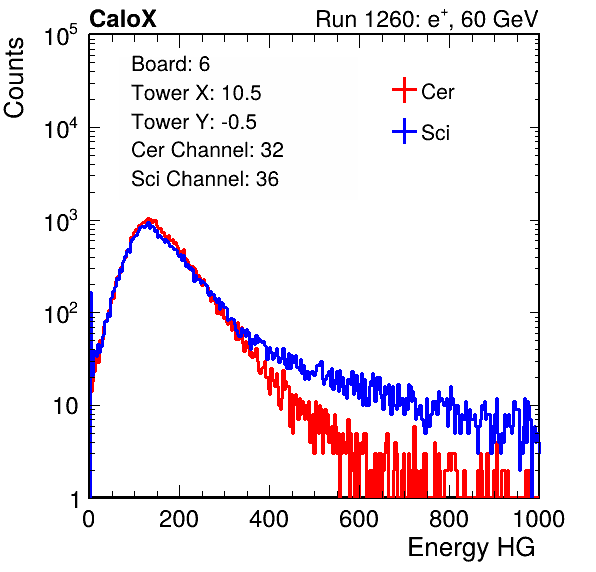 CaloX Run 1260: e⁺, 60 GeV
Counts
Board: 6
Tower X: 10.5
Tower Y: -0.5
Cer Channel: 32
Sci Channel: 36
Cer
Sci
10⁵
10⁴
10³
10²
10
1
0 200 400 600 800 1000
Energy HG